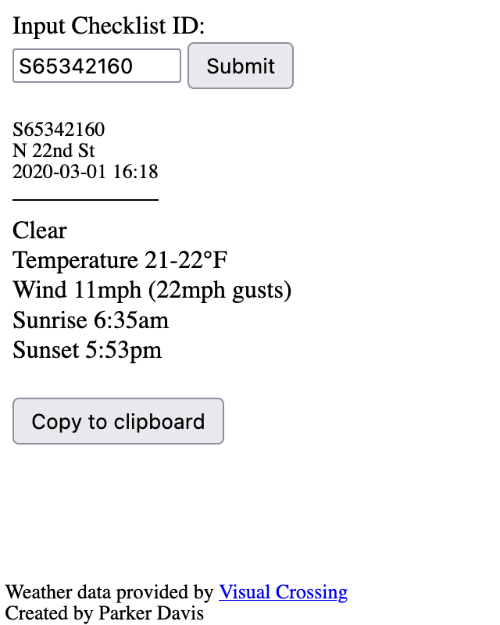 Input Checklist ID:
S65342160 Submit
S65342160
N 22nd St
2020-03-01 16:18
Clear
Temperature 21-22°F
Wind 11mph (22mph gusts)
Sunrise 6:35am
Sunset 5:53pm
Copy to clipboard
Weather data provided by Visual Crossing
Created by Parker Davis